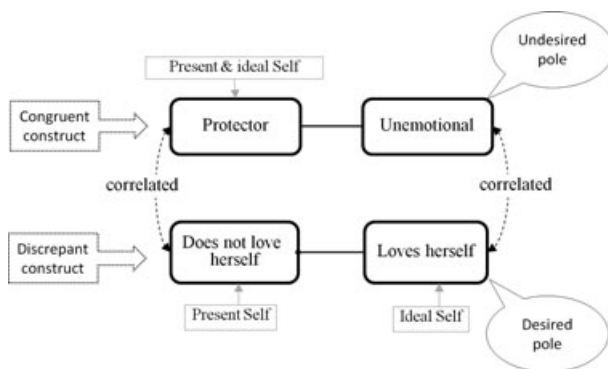 Undesired
pole
Present & ideal Self
Congruent
construct
Protector
Unemotional
correlated
correlated
Discrepant
construct
Does not love
herself
Loves herself
Present Self
Ideal Self
Desired
pole